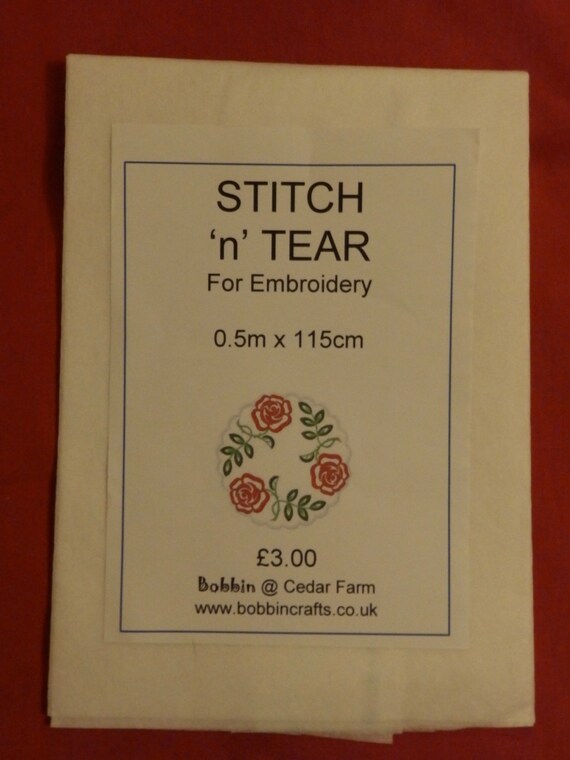 STITCH
‘n’ TEAR
For Embroidery
0.5m x 115cm
£3.00
Bobbin @ Cedar Farm
www.bobbincrafts.co.uk